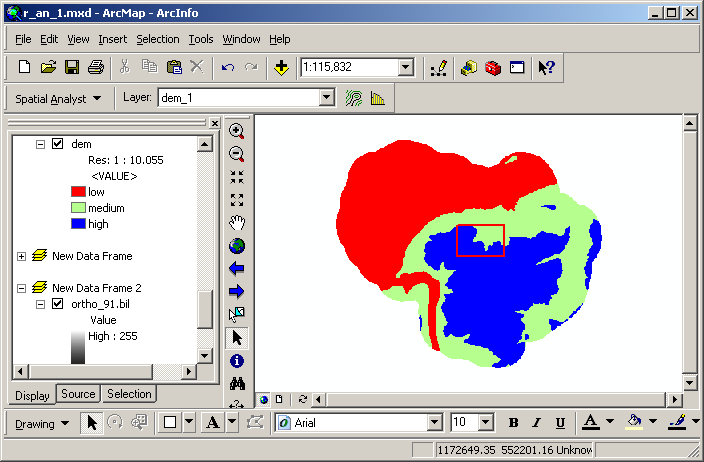 r_an_1.mxd - ArcMap - ArcInfo
File Edit View Insert Selection Tools Window Help
1:115,832
Spatial Analyst Layer: dem_1
dem
Res: 1 : 10.055
<VALUE>
low
medium
high
New Data Frame
New Data Frame 2
ortho_91.bil
Value
High : 255
Display Source Selection
Drawing A Arial 10 B I U A
1172649.35 552201.16 Unknow